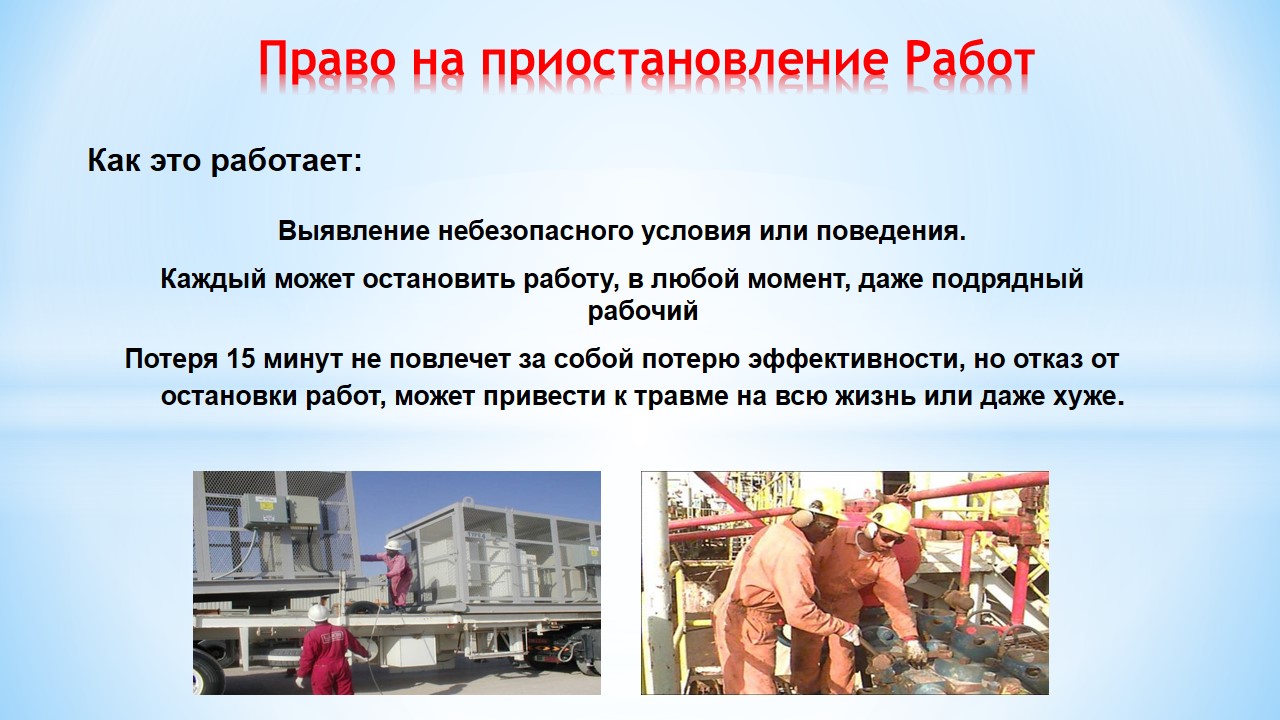 Право на приостановление Работ
Как это работает:
Выявление небезопасного условия или поведения.
Каждый может остановить работу, в любой момент, даже подрядный
рабочий
Потеря 15 минут не повлечет за собой потерю эффективности, но отказ от
остановки работ, может привести к травме на всю жизнь или даже хуже.